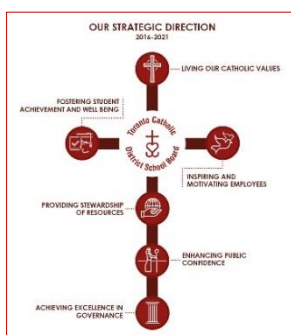 OUR STRATEGIC DIRECTION
2016-2021
LIVING OUR CATHOLIC VALUES
FOSTERING STUDENT
ACHIEVEMENT AND WELL BEING
Toronto Catholic
District School Board
INSPIRING AND
MOTIVATING EMPLOYEES
PROVIDING STEWARDSHIP
OF RESOURCES
ENHANCING PUBLIC
CONFIDENCE
ACHIEVING EXCELLENCE IN
GOVERNANCE